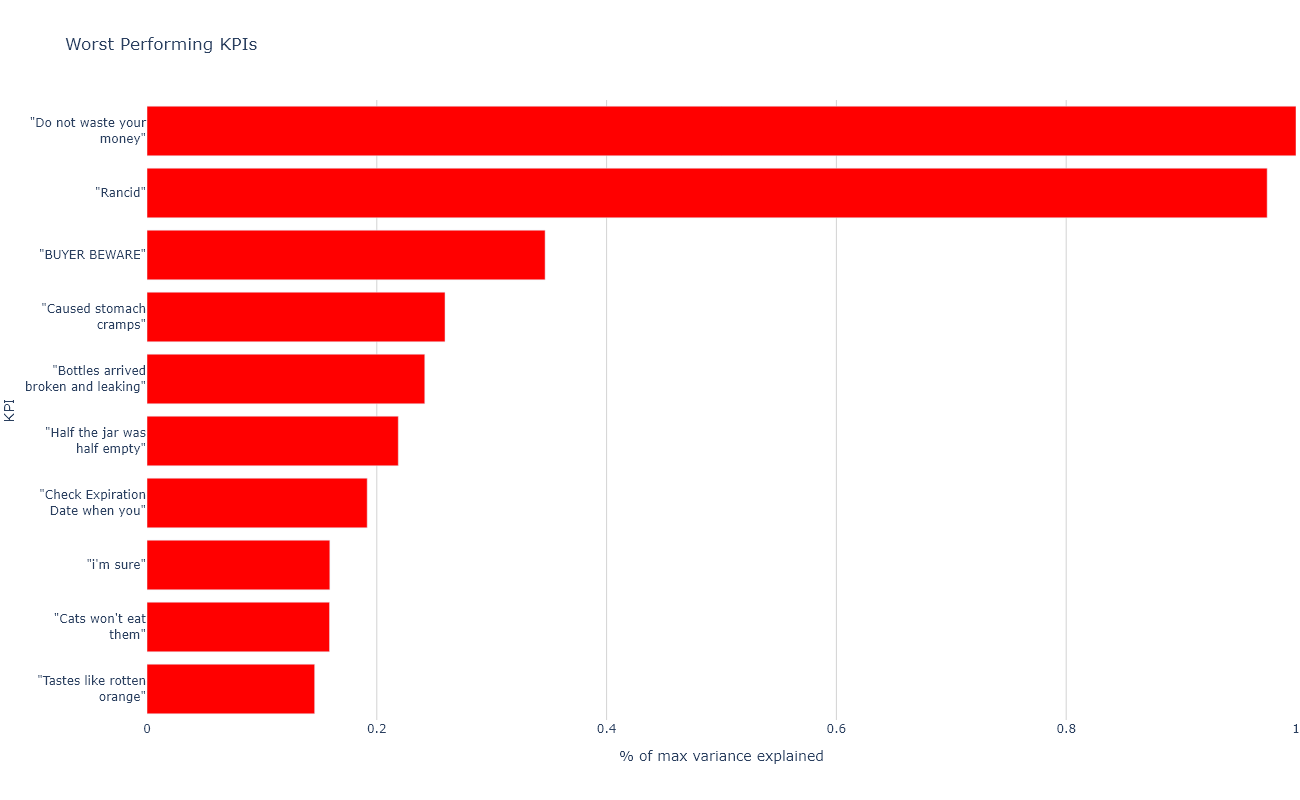 Worst Performing KPIs
"Do not waste your
money"
"Rancid"
"BUYER BEWARE"
"Caused stomach
cramps"
"Bottles arrived
broken and leaking"
"Half the jar was
half empty"
"Check Expiration
Date when you"
"i'm sure"
"Cats won't eat
them"
"Tastes like rotten
orange"
KPI
0 0.2 0.4 0.6 0.8 1
% of max variance explained